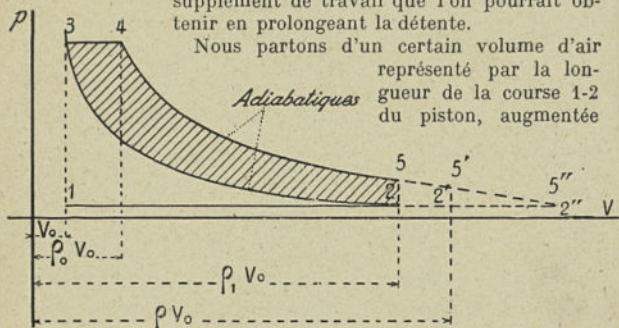 supplément de travail que l'on pourrait ob-
tenir en prolongeant la détente.
Nous partons d'un certain volume d'air
représenté par la lon-
gueur de la course 1-2
du piston, augmentée
p
3 4
Adiabatiques
5 5' 5"
1 2 2' 2" V
V₀
ρ₀ V₀
ρ₁ V₀
ρ V₀